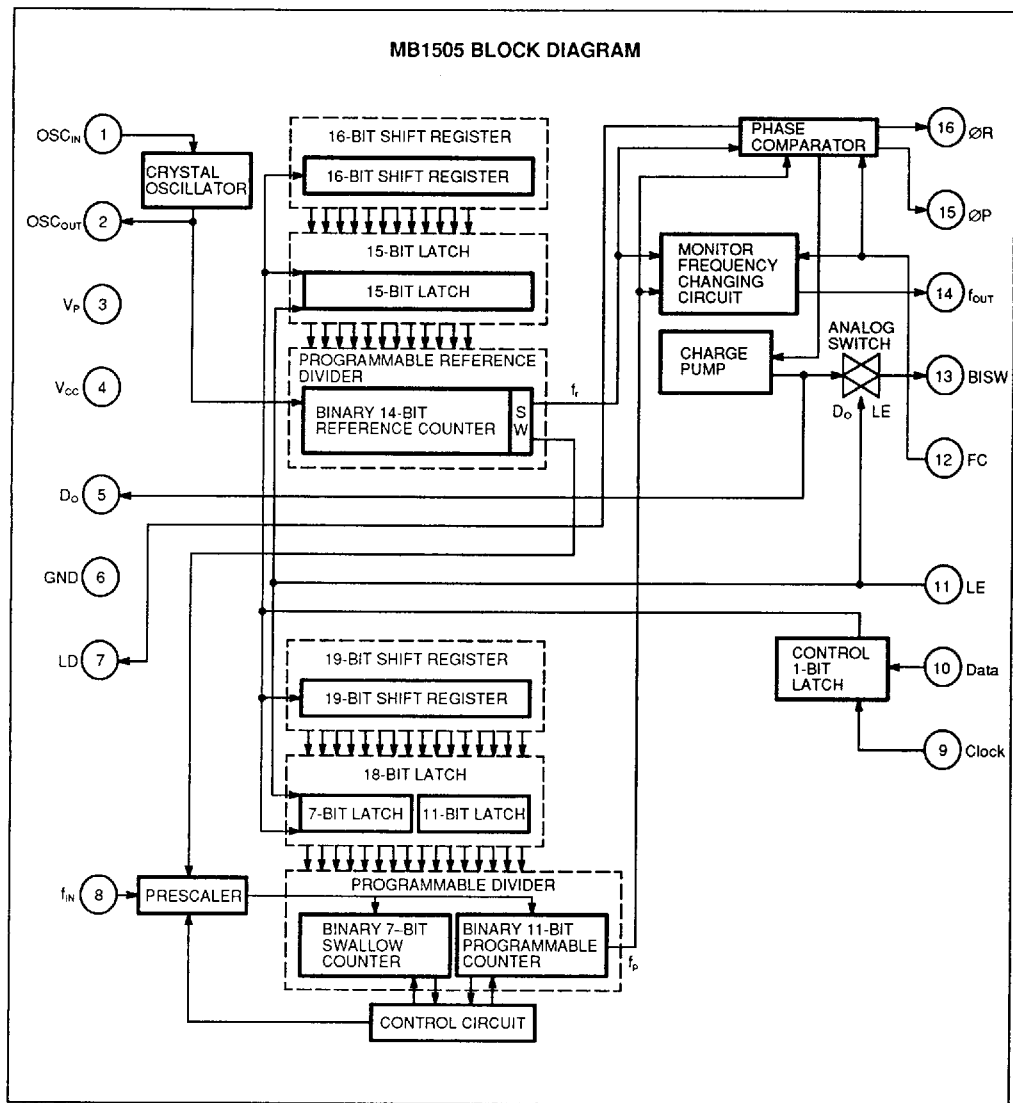 MB1505 BLOCK DIAGRAM
OSCIN 1
CRYSTAL
OSCILLATOR
OSCOUT 2
VP 3
VCC 4
DO 5
GND 6
LD 7
fIN 8
PRESCALER
16-BIT SHIFT REGISTER
16-BIT SHIFT REGISTER
15-BIT LATCH
15-BIT LATCH
PROGRAMMABLE REFERENCE
DIVIDER
BINARY 14-BIT
REFERENCE COUNTER
S
W
fr
19-BIT SHIFT REGISTER
19-BIT SHIFT REGISTER
18-BIT LATCH
7-BIT LATCH
11-BIT LATCH
PROGRAMMABLE DIVIDER
BINARY 7-BIT
SWALLOW
COUNTER
BINARY 11-BIT
PROGRAMMABLE
COUNTER
fp
CONTROL CIRCUIT
PHASE
COMPARATOR
MONITOR
FREQUENCY
CHANGING
CIRCUIT
CHARGE
PUMP
ANALOG
SWITCH
DO LE
CONTROL
1-BIT
LATCH
16 ØR
15 ØP
14 fOUT
13 BISW
12 FC
11 LE
10 Data
9 Clock